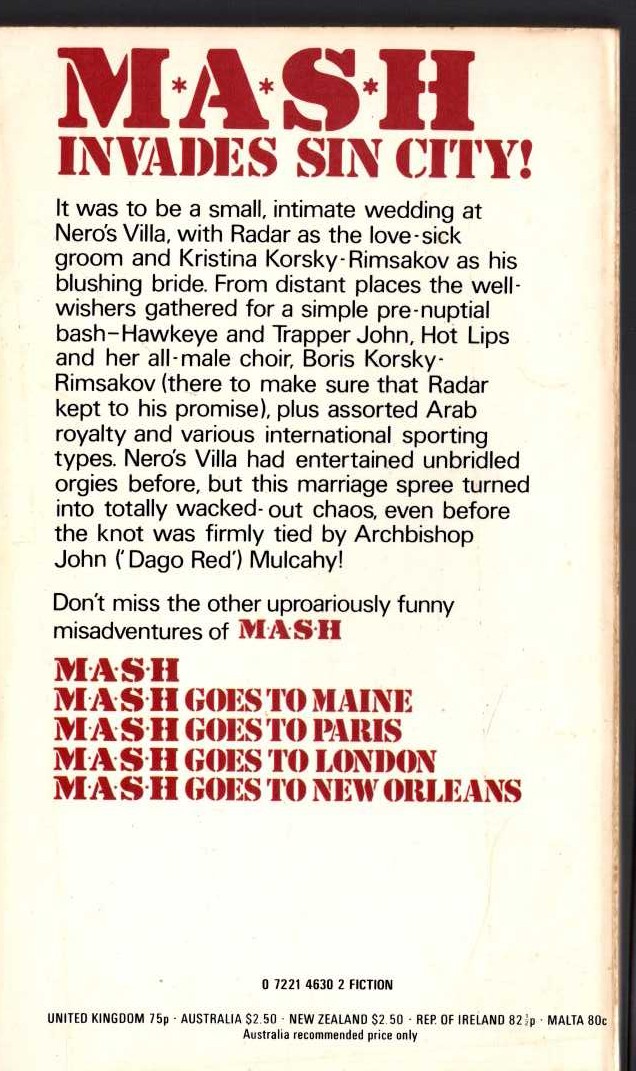 M*A*S*H
INVADES SIN CITY!
It was to be a small, intimate wedding at
Nero's Villa, with Radar as the love-sick
groom and Kristina Korsky-Rimsakov as his
blushing bride. From distant places the well-
wishers gathered for a simple pre-nuptial
bash–Hawkeye and Trapper John, Hot Lips
and her all-male choir, Boris Korsky-
Rimsakov (there to make sure that Radar
kept to his promise), plus assorted Arab
royalty and various international sporting
types. Nero's Villa had entertained unbridled
orgies before, but this marriage spree turned
into totally wacked-out chaos, even before
the knot was firmly tied by Archbishop
John ('Dago Red') Mulcahy!
Don't miss the other uproariously funny
misadventures of M·A·S·H
M·A·S·H
M·A·S·H GOES TO MAINE
M·A·S·H GOES TO PARIS
M·A·S·H GOES TO LONDON
M·A·S·H GOES TO NEW ORLEANS
0 7221 4630 2 FICTION
UNITED KINGDOM 75p · AUSTRALIA $2.50 · NEW ZEALAND $2.50 · REP. OF IRELAND 82½p · MALTA 80c
Australia recommended price only